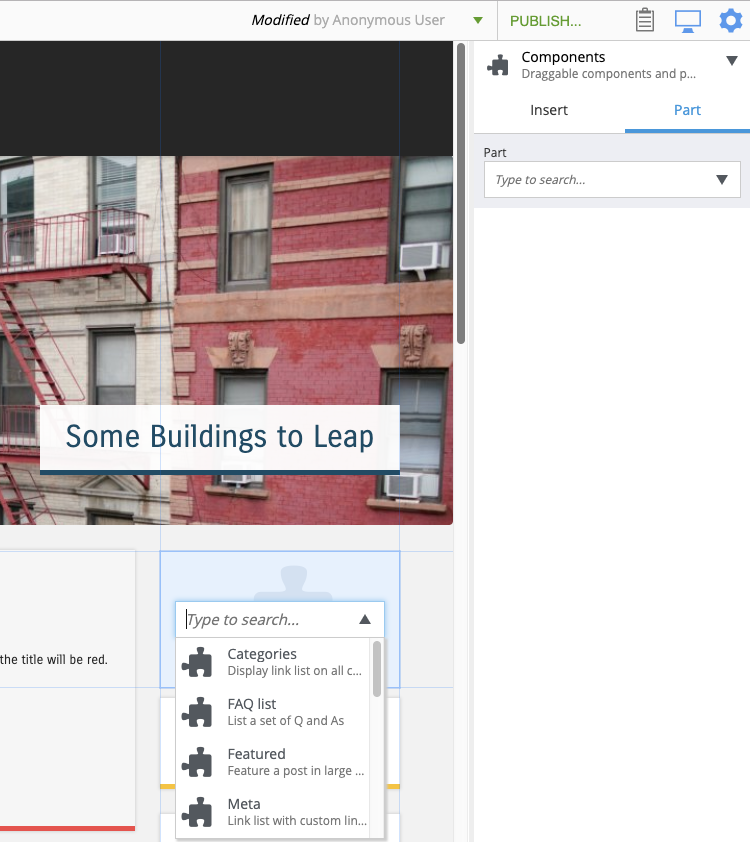 Modified by Anonymous User
PUBLISH...
Components
Draggable components and p...
Insert
Part
Part
Type to search...
Some Buildings to Leap
the title will be red.
Type to search...
Categories
Display link list on all c...
FAQ list
List a set of Q and As
Featured
Feature a post in large ...
Meta
Link list with custom lin...